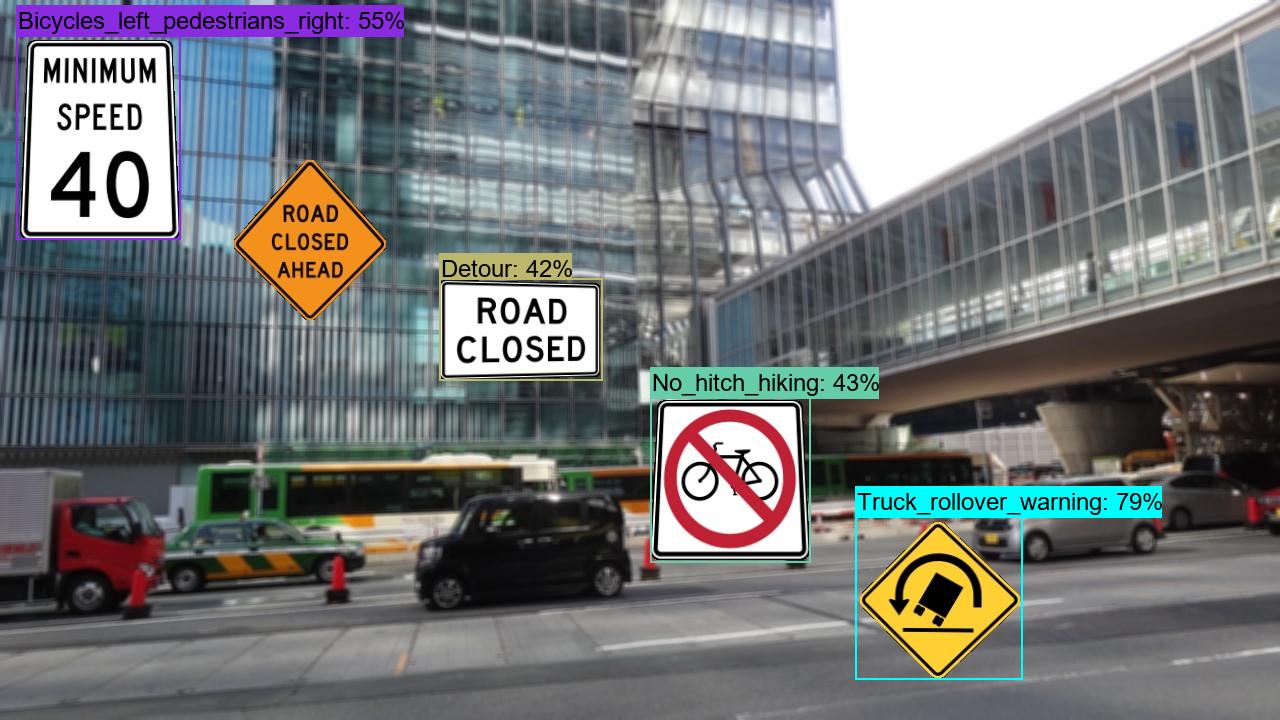 Bicycles_left_pedestrians_right: 55%
MINIMUM
SPEED
40
ROAD
CLOSED
AHEAD
Detour: 42%
ROAD
CLOSED
No_hitch_hiking: 43%
Truck_rollover_warning: 79%